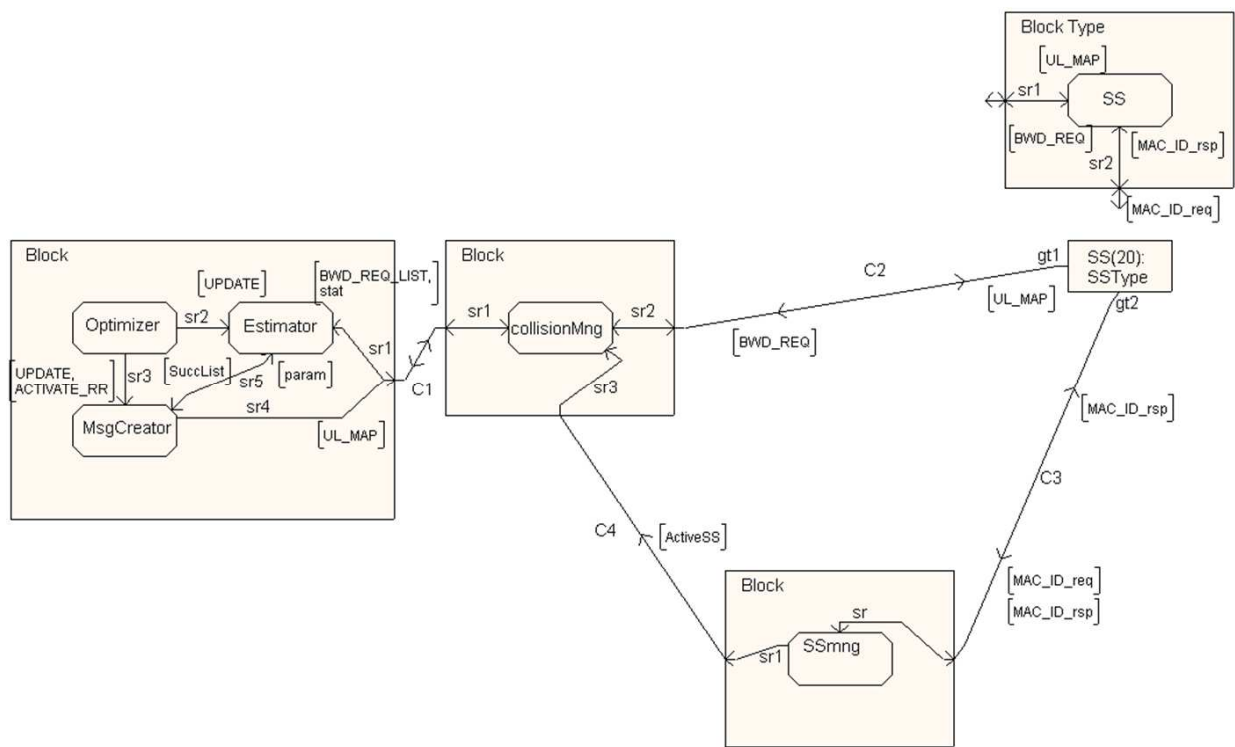 Block Type
[UL_MAP]
sr1
SS
[BWD_REQ]
[MAC_ID_rsp]
sr2
[MAC_ID_req]
Block
[UPDATE]
[BWD_REQ_LIST,
stat]
Optimizer
sr2
Estimator
sr1
[UPDATE,
ACTIVATE_RR]
sr3
[SuccList]
sr5
[param]
MsgCreator
sr4
[UL_MAP]
C1
Block
sr1
collisionMng
sr2
sr3
C2
gt1
[UL_MAP]
[BWD_REQ]
SS(20):
SSType
gt2
[MAC_ID_rsp]
C3
C4
[ActiveSS]
[MAC_ID_req]
[MAC_ID_rsp]
Block
sr
sr1
SSmng